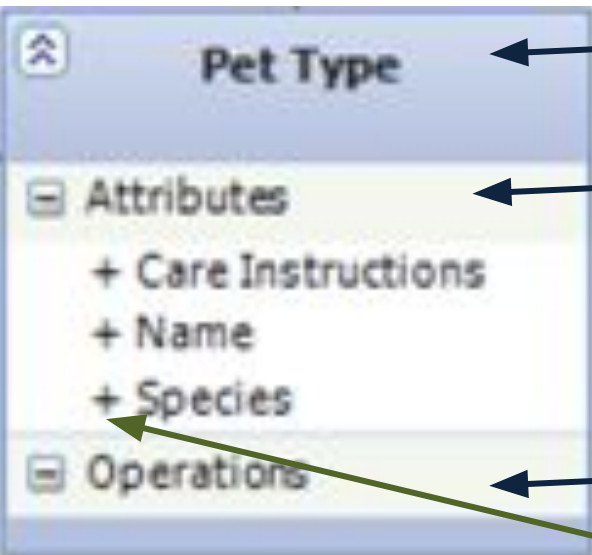 Pet Type
Attributes
+ Care Instructions
+ Name
+ Species
Operations